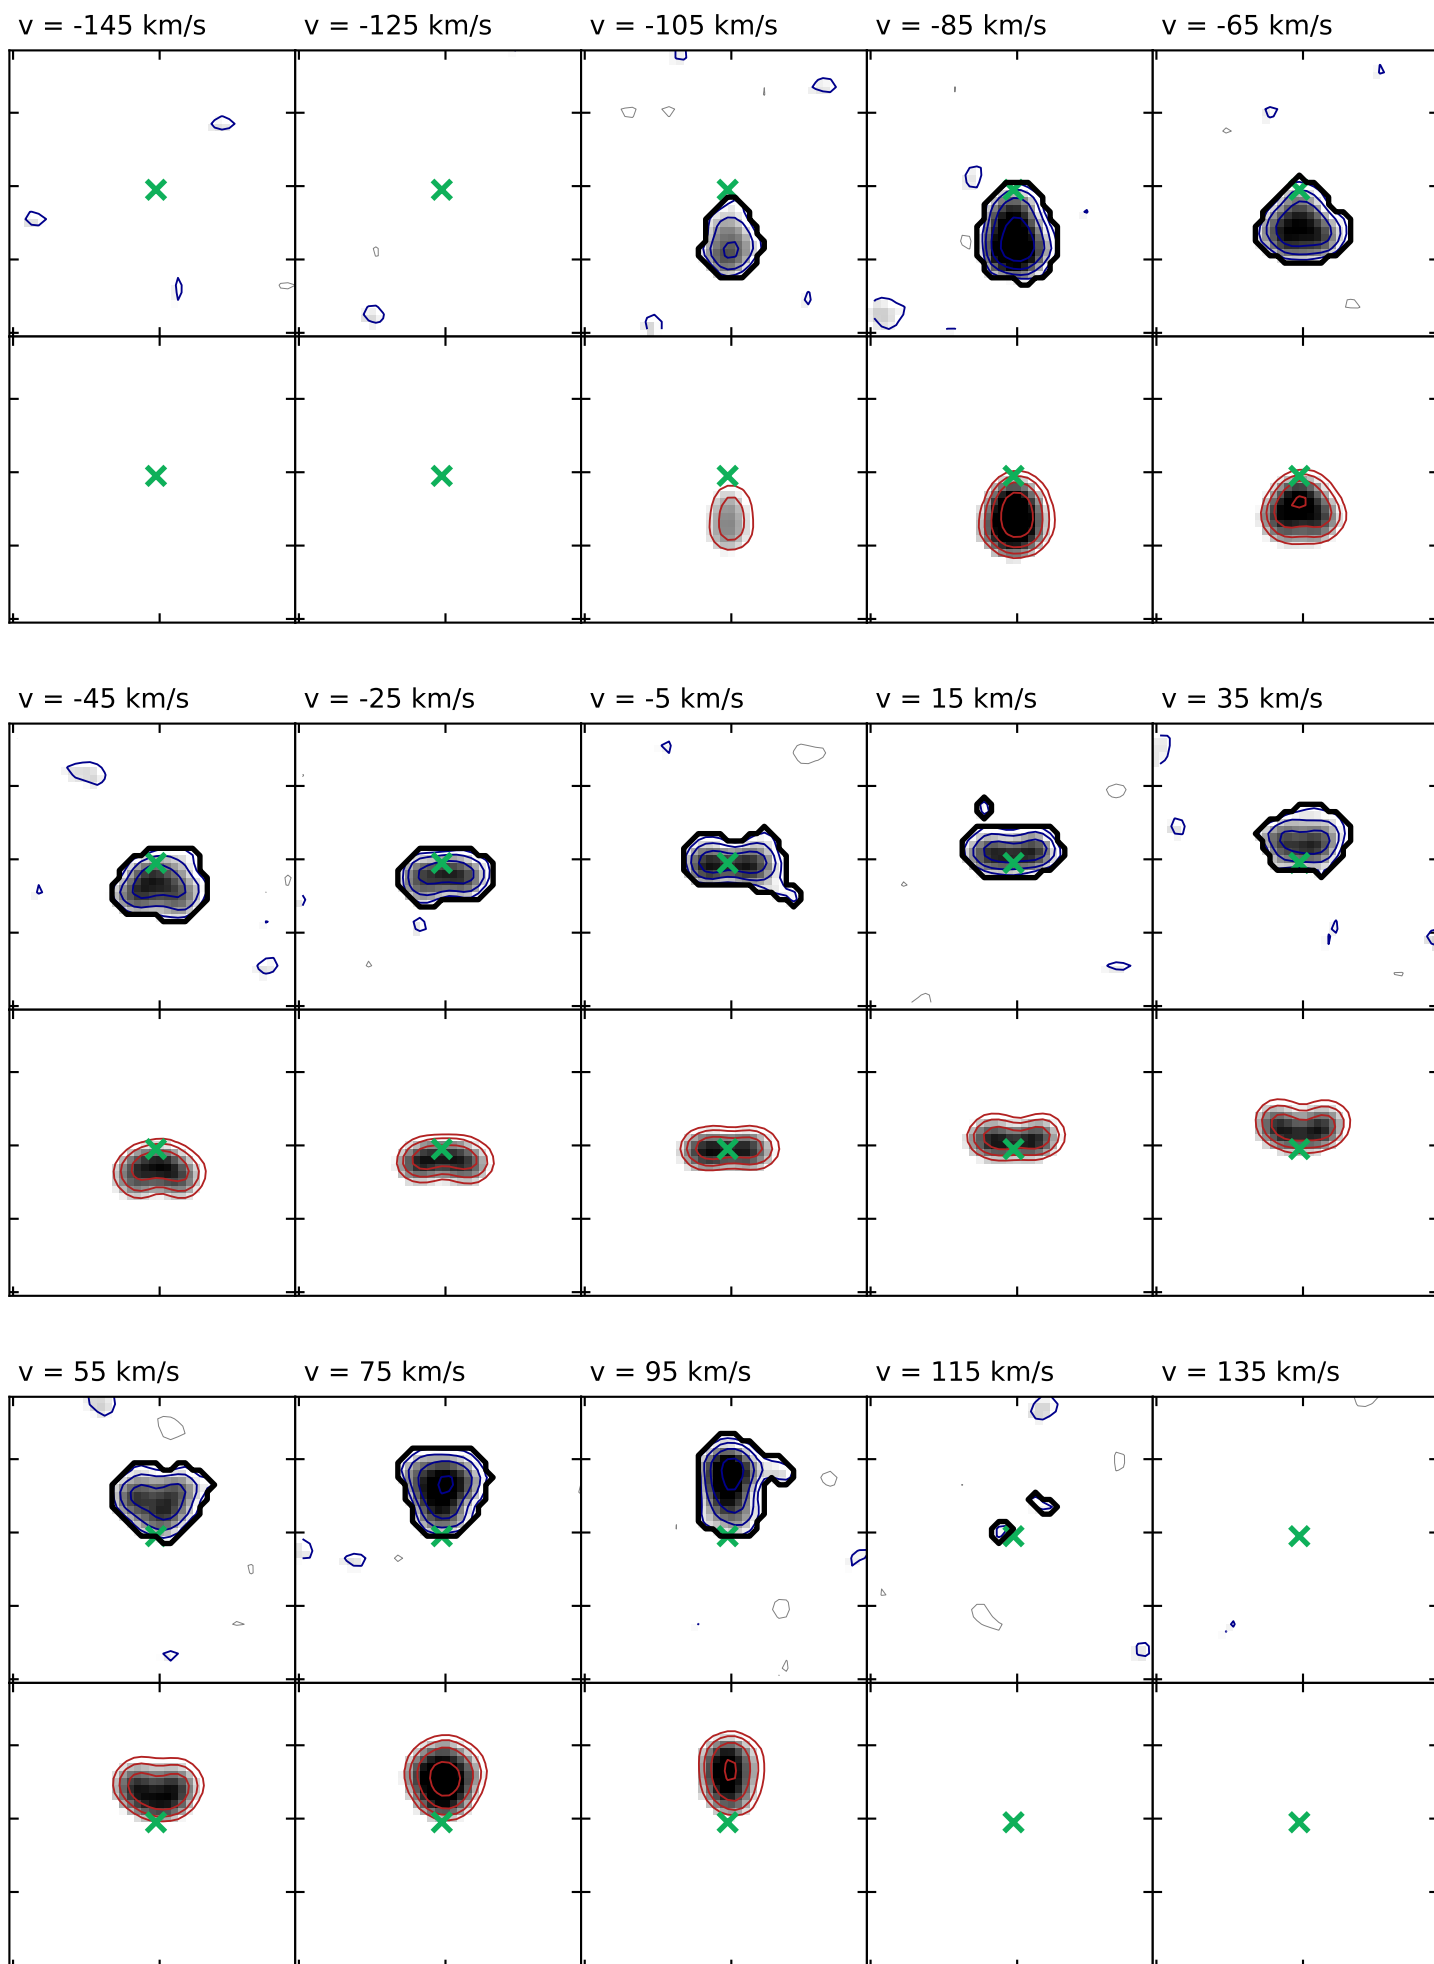 v = -145 km/s
v = -125 km/s
v = -105 km/s
v = -85 km/s
v = -65 km/s
v = -45 km/s
v = -25 km/s
v = -5 km/s
v = 15 km/s
v = 35 km/s
v = 55 km/s
v = 75 km/s
v = 95 km/s
v = 115 km/s
v = 135 km/s